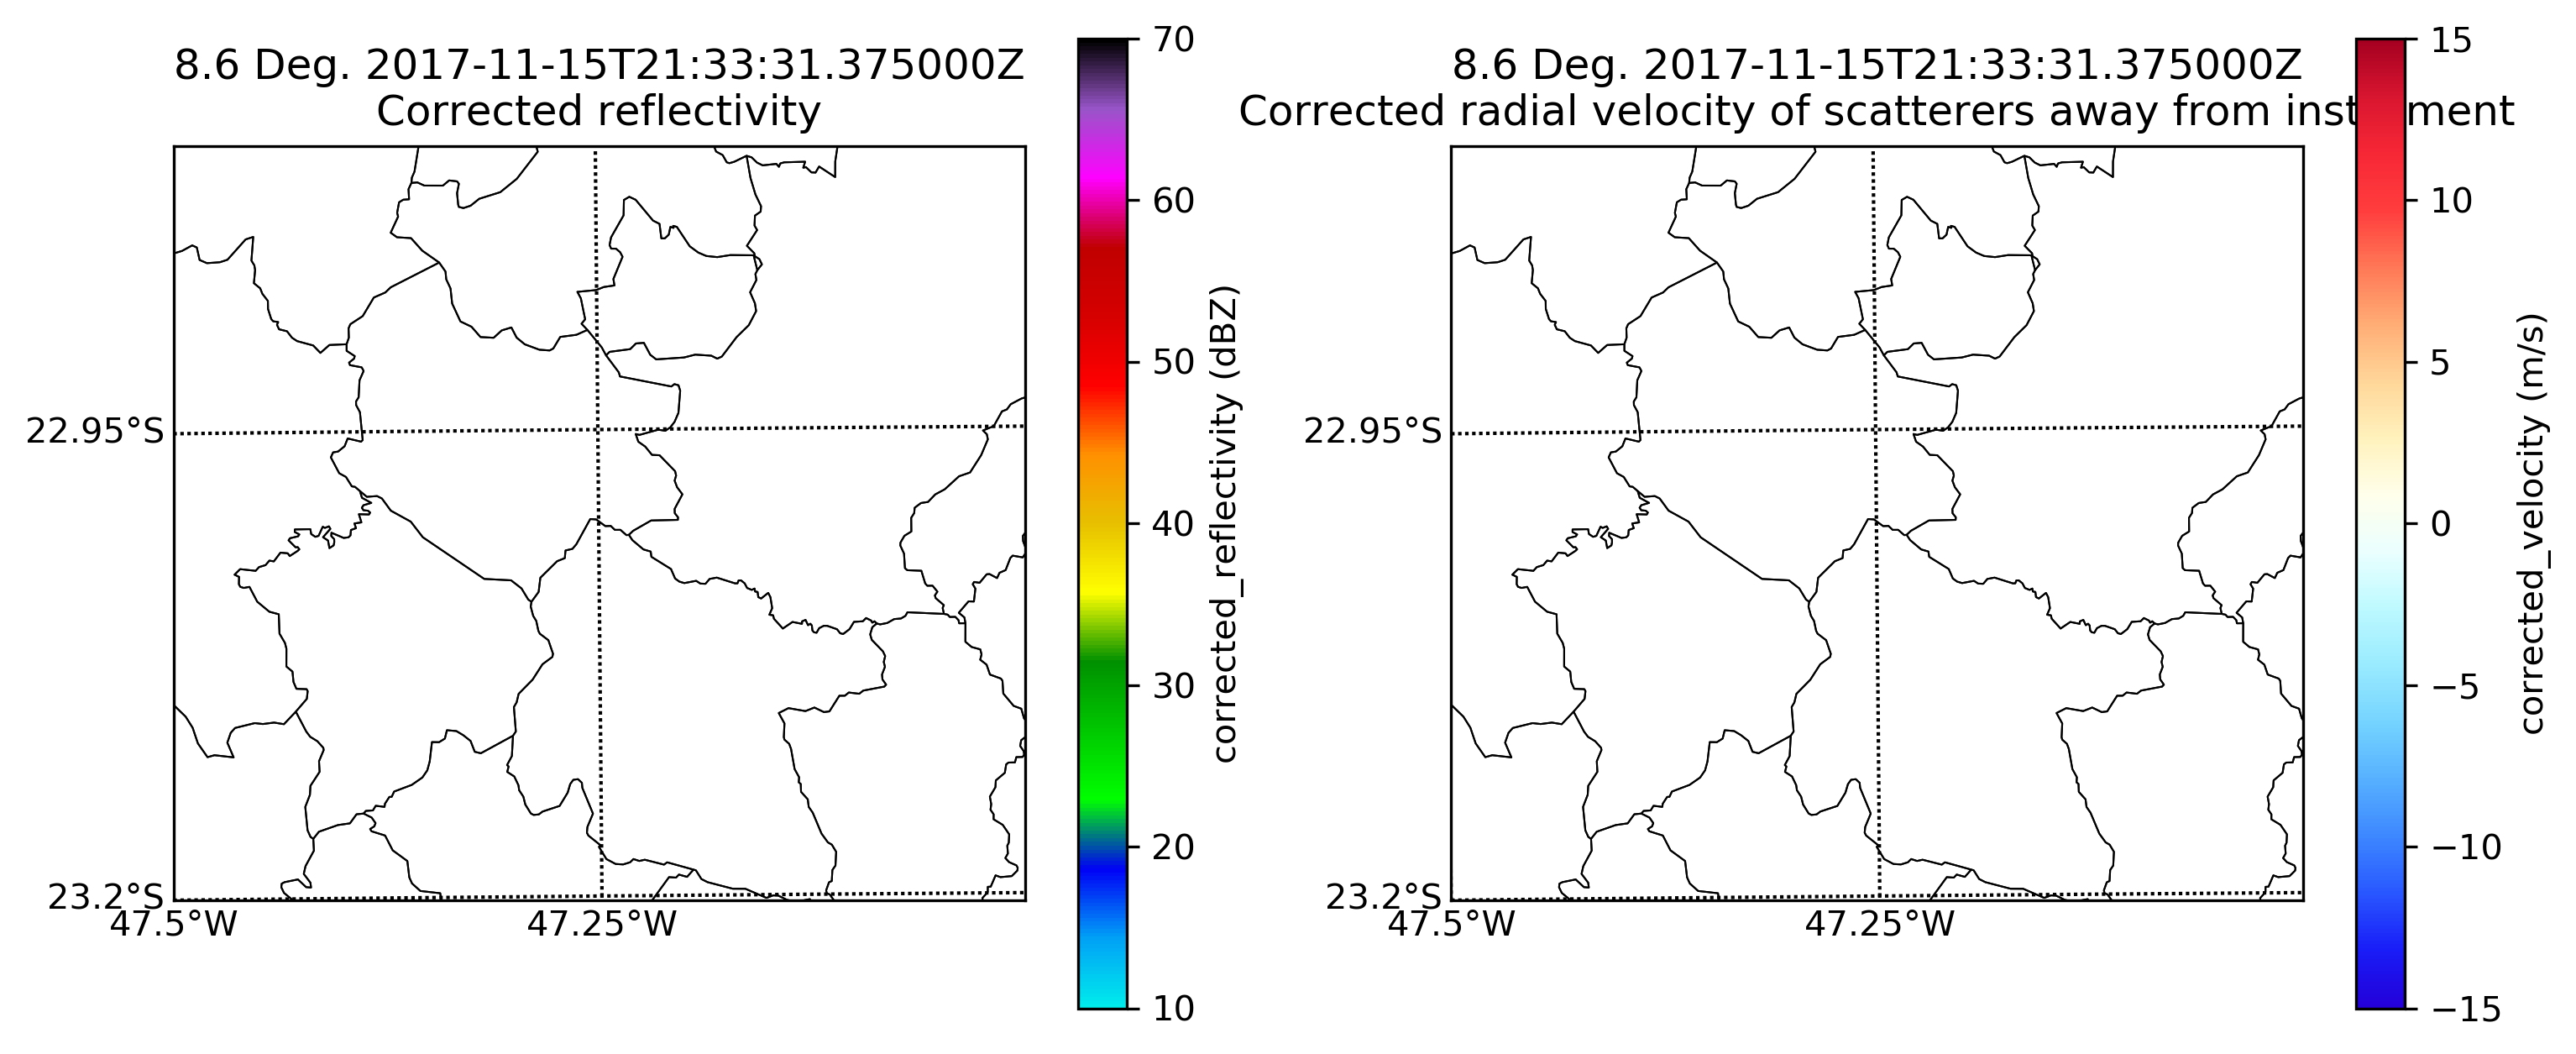 8.6 Deg. 2017-11-15T21:33:31.375000Z
Corrected reflectivity
22.95°S
23.2°S
47.5°W
47.25°W
70
60
50
40
30
20
10
corrected_reflectivity (dBZ)
8.6 Deg. 2017-11-15T21:33:31.375000Z
Corrected radial velocity of scatterers away from inst ment
22.95°S
23.2°S
47.5°W
47.25°W
15
10
5
0
−5
−10
−15
corrected_velocity (m/s)